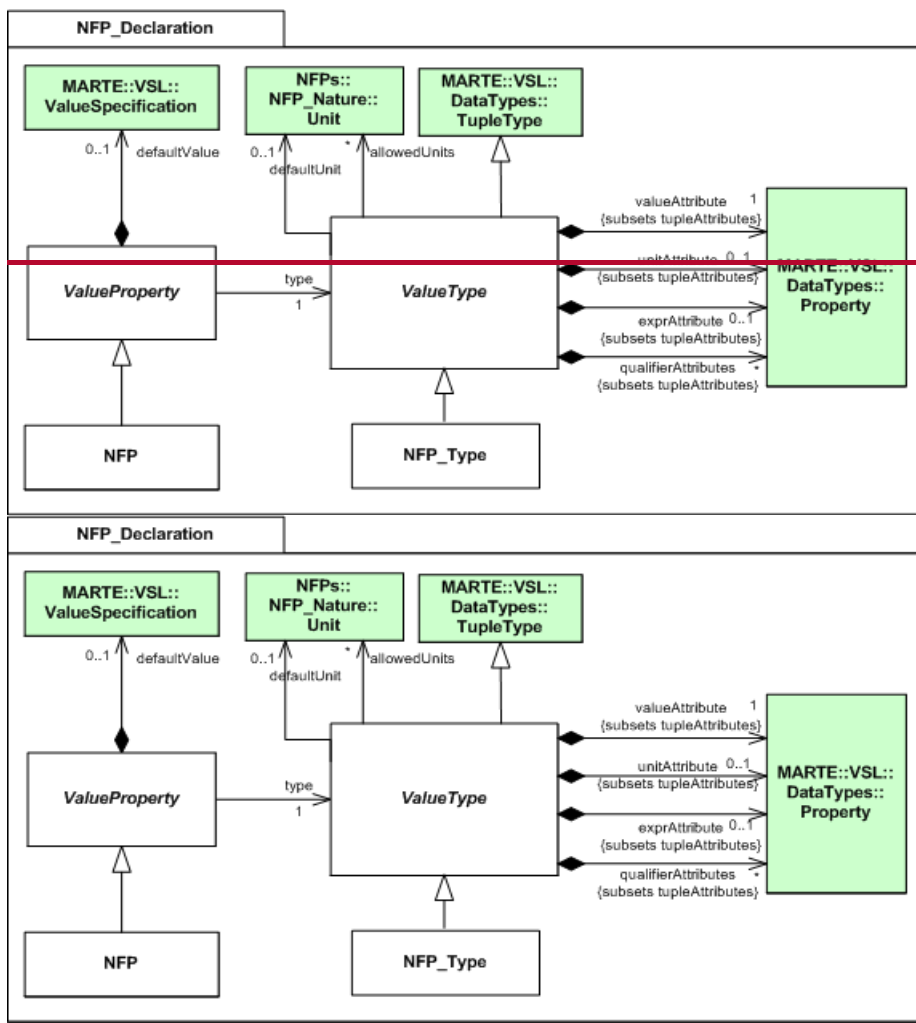 NFP_Declaration
MARTE::VSL::
ValueSpecification
NFPs::
NFP_Nature::
Unit
MARTE::VSL::
DataTypes::
TupleType
0..1
defaultValue
0..1
defaultUnit
*
allowedUnits
valueAttribute 1
{subsets tupleAttributes}
unitAttribute 0..1
{subsets tupleAttributes}
MARTE::VSL::
DataTypes::
Property
ValueProperty
type
1
ValueType
exprAttribute 0..1
{subsets tupleAttributes}
qualifierAttributes *
{subsets tupleAttributes}
NFP
NFP_Type
NFP_Declaration
MARTE::VSL::
ValueSpecification
NFPs::
NFP_Nature::
Unit
MARTE::VSL::
DataTypes::
TupleType
0..1
defaultValue
0..1
defaultUnit
*
allowedUnits
valueAttribute 1
{subsets tupleAttributes}
unitAttribute 0..1
{subsets tupleAttributes}
MARTE::VSL::
DataTypes::
Property
ValueProperty
type
1
ValueType
exprAttribute 0..1
{subsets tupleAttributes}
qualifierAttributes *
{subsets tupleAttributes}
NFP
NFP_Type